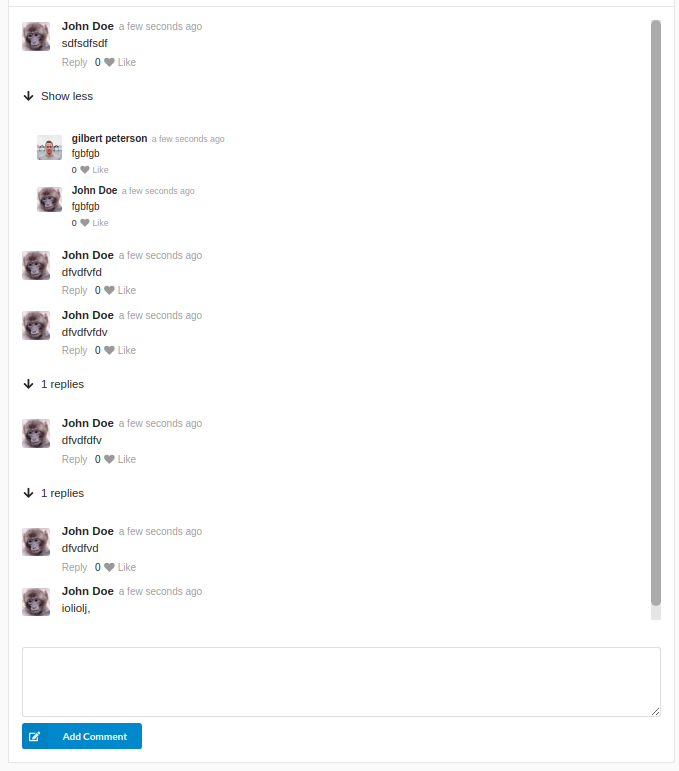 John Doe a few seconds ago
sdfsdfsdf
Reply 0 Like
Show less
gilbert peterson a few seconds ago
fgbfgb
0 Like
John Doe a few seconds ago
fgbfgb
0 Like
John Doe a few seconds ago
dfvdfvfd
Reply 0 Like
John Doe a few seconds ago
dfvdfvfdv
Reply 0 Like
1 replies
John Doe a few seconds ago
dfvdfdfv
Reply 0 Like
1 replies
John Doe a few seconds ago
dfvdfvd
Reply 0 Like
John Doe a few seconds ago
ioliolj,
Add Comment